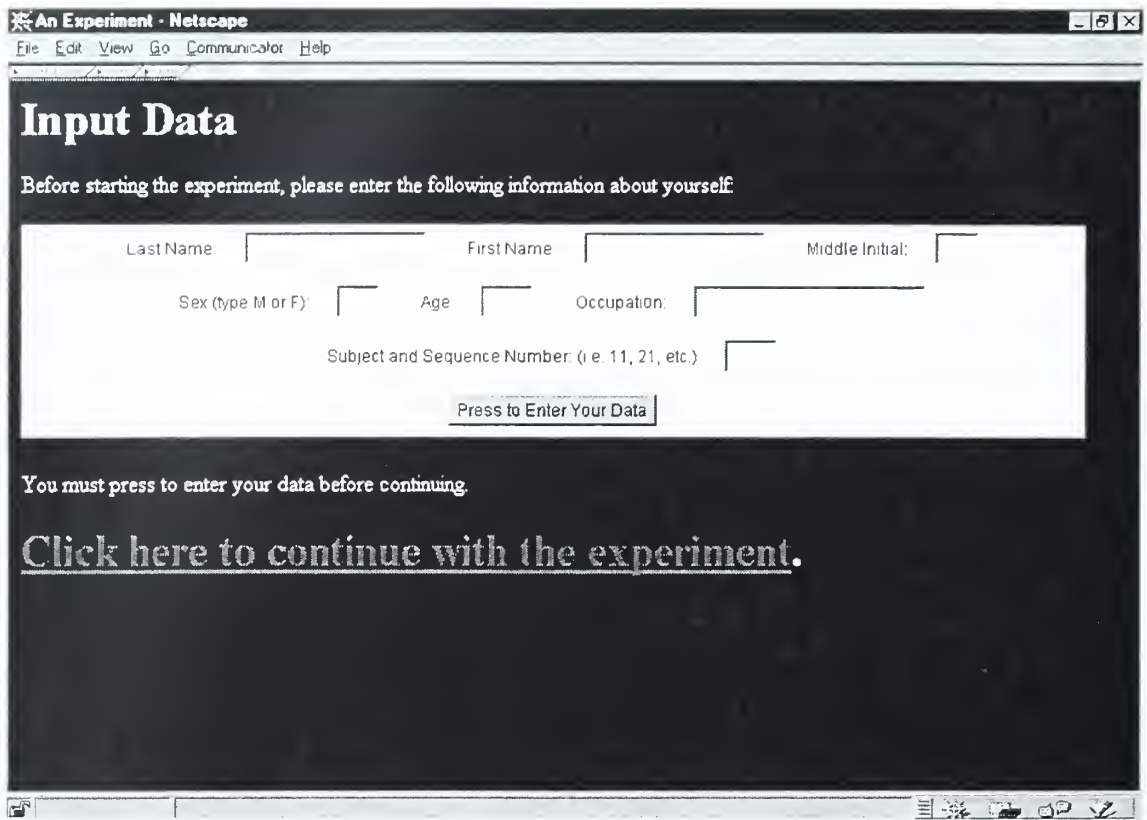 An Experiment - Netscape
File Edit View Go Communicator Help
Input Data
Before starting the experiment, please enter the following information about yourself:
Last Name: First Name Middle Initial:
Sex (type M or F): Age Occupation:
Subject and Sequence Number: (i.e. 11, 21, etc.)
Press to Enter Your Data
You must press to enter your data before continuing.
Click here to continue with the experiment.